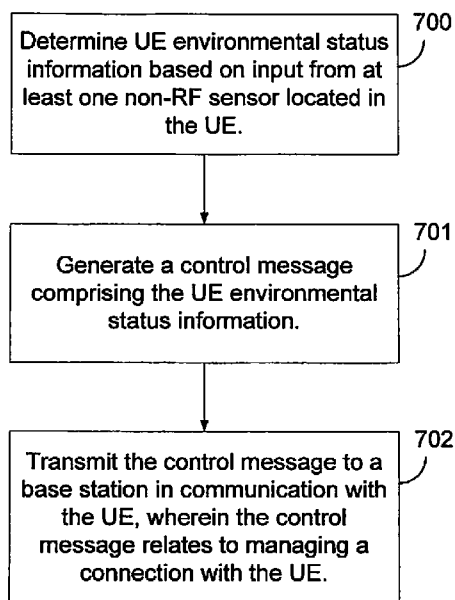 700
Determine UE environmental status
information based on input from at
least one non-RF sensor located in
the UE.
701
Generate a control message
comprising the UE environmental
status information.
702
Transmit the control message to a
base station in communication with
the UE, wherein the control
message relates to managing a
connection with the UE.